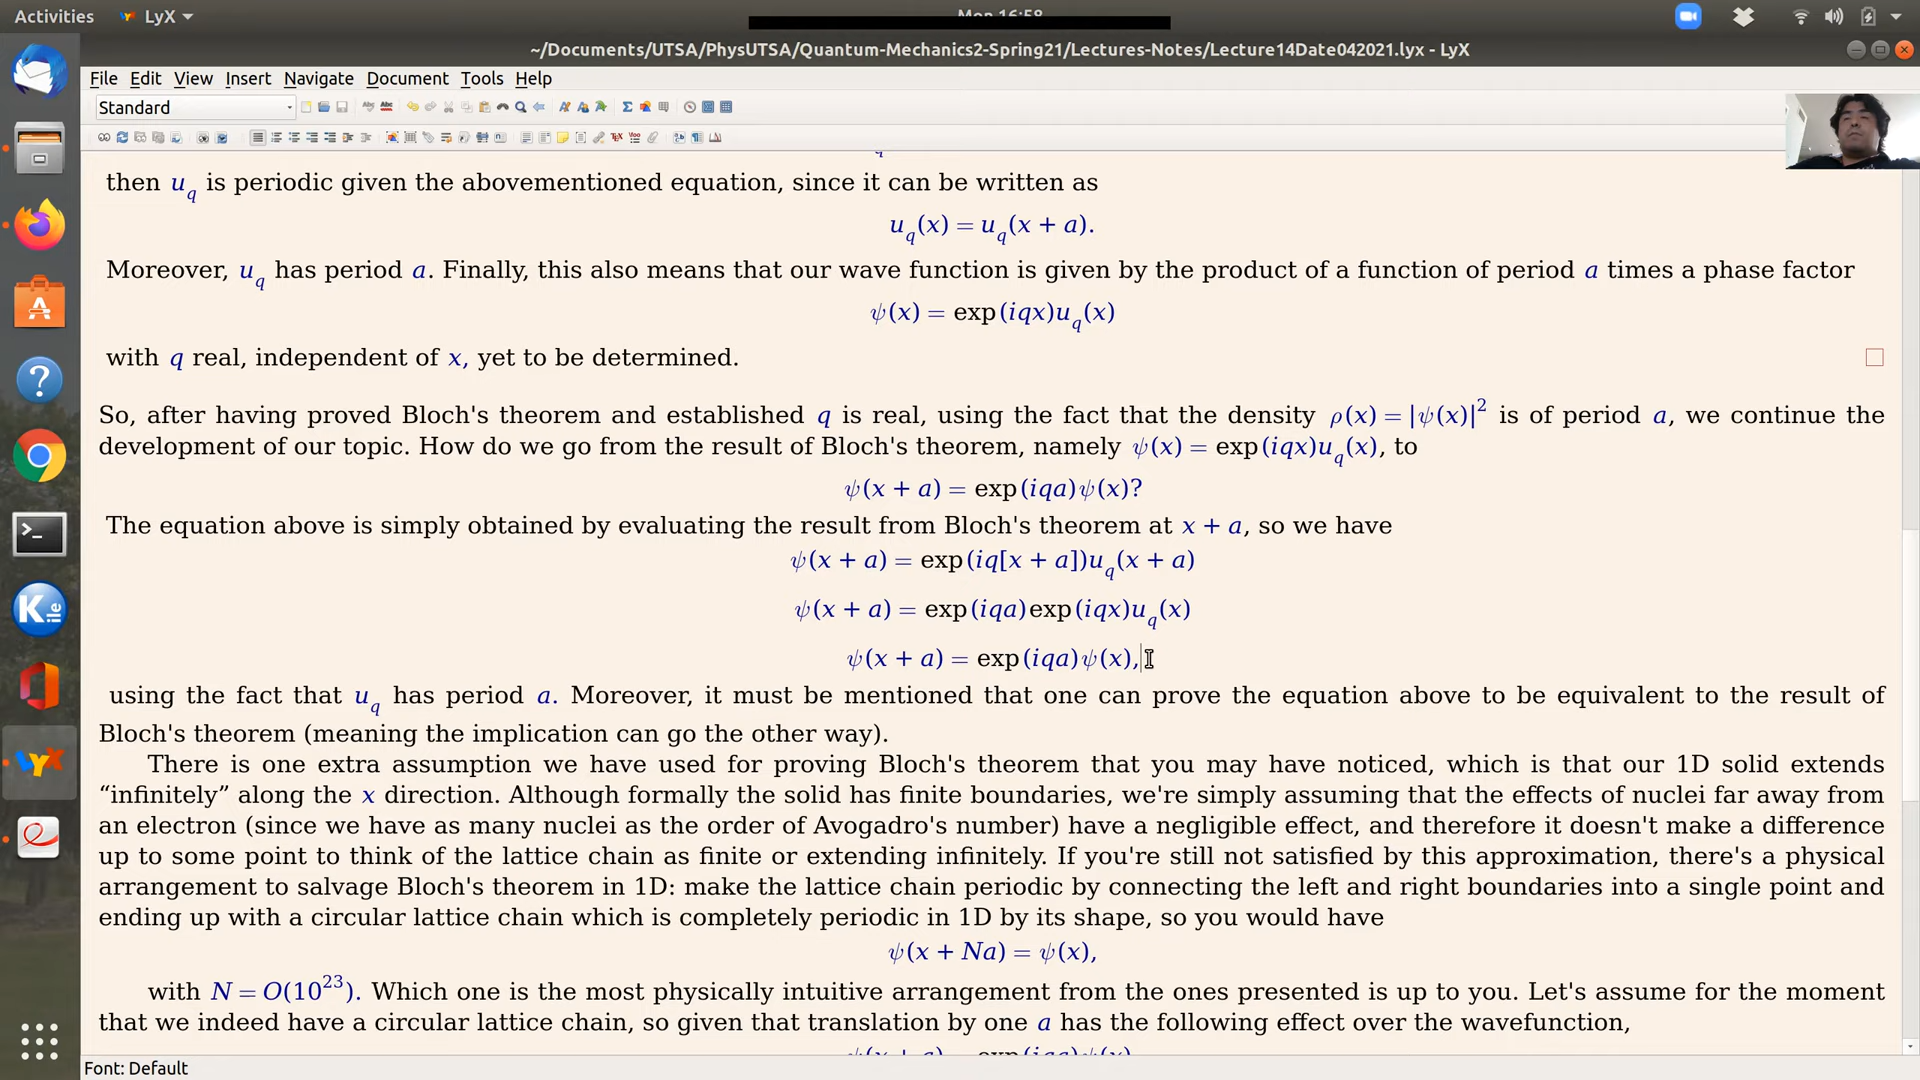 Activities LyX Mon 16:58
~/Documents/UTSA/PhysUTSA/Quantum-Mechanics2-Spring21/Lectures-Notes/Lecture14Date042021.lyx - LyX
File Edit View Insert Navigate Document Tools Help
Standard
then u_q is periodic given the abovementioned equation, since it can be written as
u_q(x) = u_q(x + a).
Moreover, u_q has period a. Finally, this also means that our wave function is given by the product of a function of period a times a phase factor
ψ(x) = exp(iqx)u_q(x)
with q real, independent of x, yet to be determined. □
So, after having proved Bloch's theorem and established q is real, using the fact that the density ρ(x) = |ψ(x)|² is of period a, we continue the
development of our topic. How do we go from the result of Bloch's theorem, namely ψ(x) = exp(iqx)u_q(x), to
ψ(x + a) = exp(iqa)ψ(x)?
The equation above is simply obtained by evaluating the result from Bloch's theorem at x + a, so we have
ψ(x + a) = exp(iq[x + a])u_q(x + a)
ψ(x + a) = exp(iqa)exp(iqx)u_q(x)
ψ(x + a) = exp(iqa)ψ(x),
using the fact that u_q has period a. Moreover, it must be mentioned that one can prove the equation above to be equivalent to the result of
Bloch's theorem (meaning the implication can go the other way).
There is one extra assumption we have used for proving Bloch's theorem that you may have noticed, which is that our 1D solid extends
“infinitely” along the x direction. Although formally the solid has finite boundaries, we're simply assuming that the effects of nuclei far away from
an electron (since we have as many nuclei as the order of Avogadro's number) have a negligible effect, and therefore it doesn't make a difference
up to some point to think of the lattice chain as finite or extending infinitely. If you're still not satisfied by this approximation, there's a physical
arrangement to salvage Bloch's theorem in 1D: make the lattice chain periodic by connecting the left and right boundaries into a single point and
ending up with a circular lattice chain which is completely periodic in 1D by its shape, so you would have
ψ(x + Na) = ψ(x),
with N = O(10²³). Which one is the most physically intuitive arrangement from the ones presented is up to you. Let's assume for the moment
that we indeed have a circular lattice chain, so given that translation by one a has the following effect over the wavefunction,
ψ(x + a) = exp(iqa)ψ(x)
Font: Default